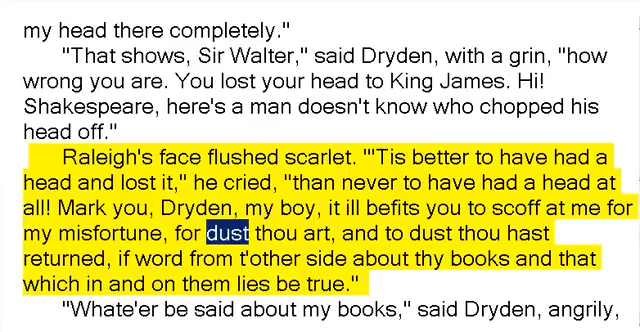 my head there completely."
"That shows, Sir Walter," said Dryden, with a grin, "how
wrong you are. You lost your head to King James. Hi!
Shakespeare, here's a man doesn't know who chopped his
head off."
Raleigh's face flushed scarlet. "'Tis better to have had a
head and lost it," he cried, "than never to have had a head at
all! Mark you, Dryden, my boy, it ill befits you to scoff at me for
my misfortune, for dust thou art, and to dust thou hast
returned, if word from t'other side about thy books and that
which in and on them lies be true."
"Whate'er be said about my books," said Dryden, angrily,